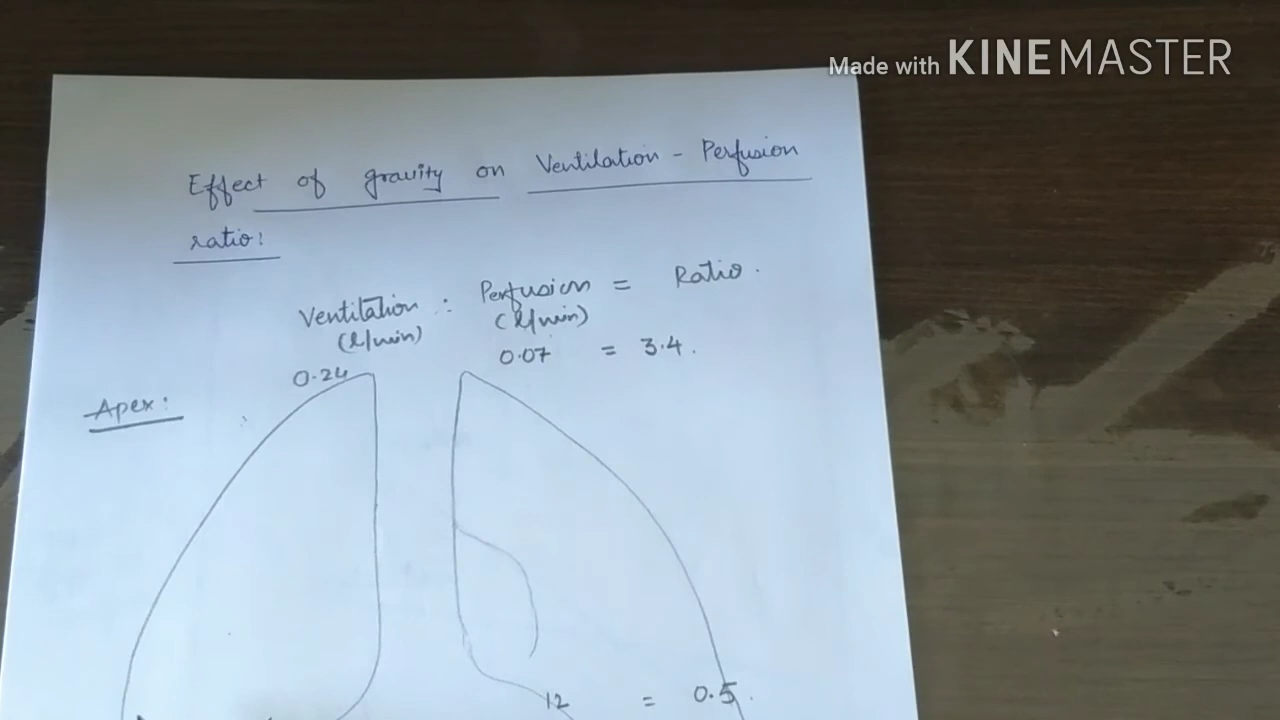 Made with KINEMASTER
Effect of gravity on Ventilation - Perfusion
ratio:
Ventilation : Perfusion = Ratio.
(l/min) (l/min)
0.24 0.07 = 3.4.
Apex:
12 = 0.5.